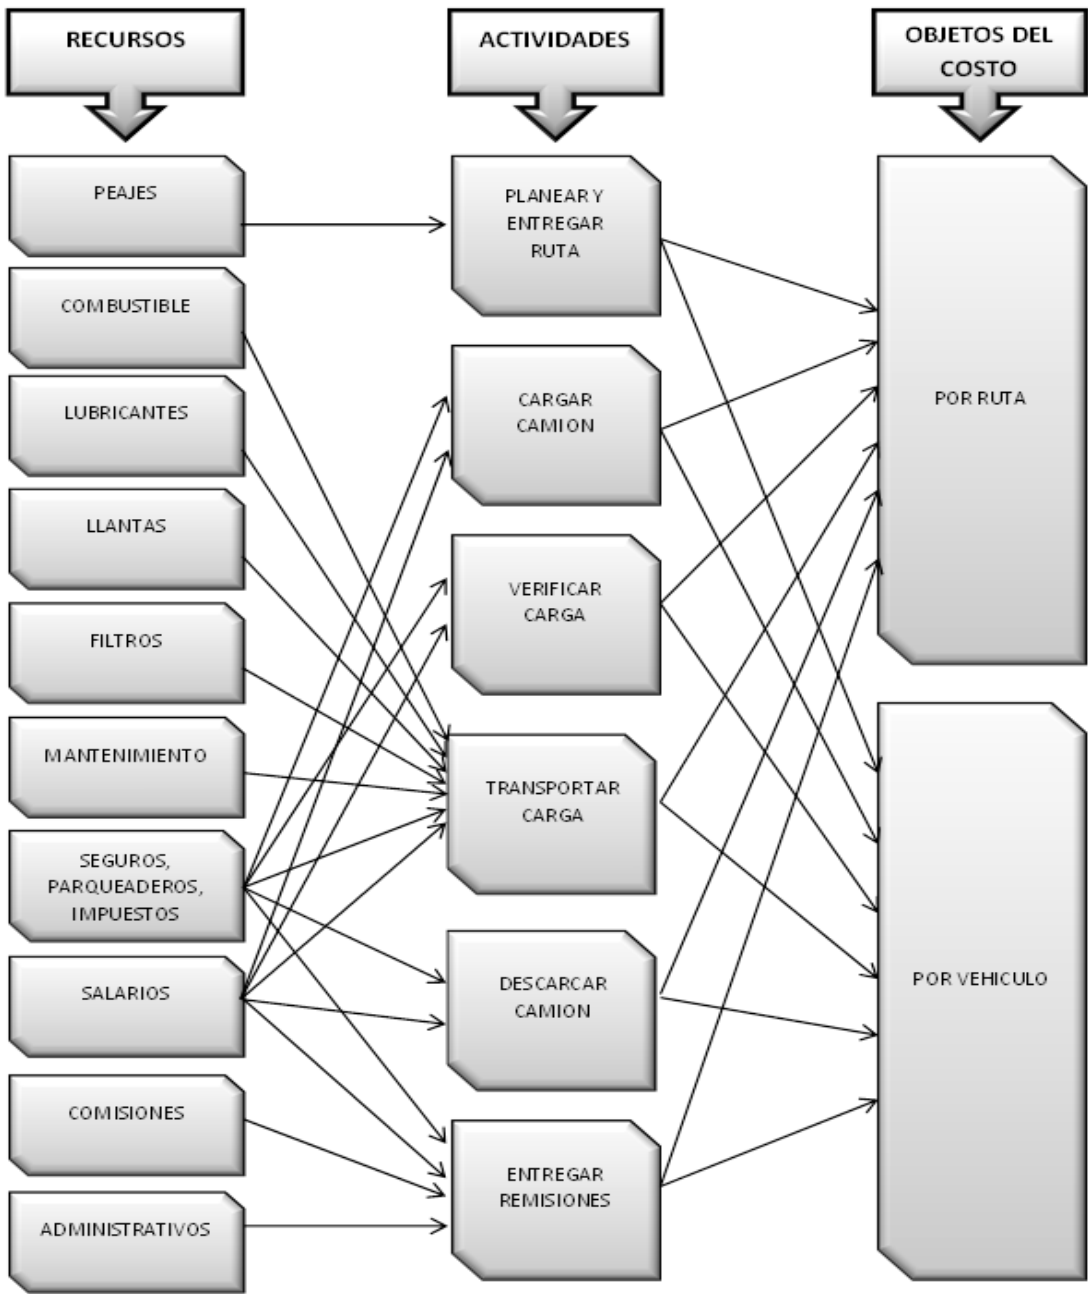 RECURSOS
ACTIVIDADES
OBJETOS DEL
COSTO
PEAJES
COMBUSTIBLE
LUBRICANTES
LLANTAS
FILTROS
MANTENIMIENTO
SEGUROS,
PARQUEADEROS,
IMPUESTOS
SALARIOS
COMISIONES
ADMINISTRATIVOS
PLANEAR Y
ENTREGAR
RUTA
CARGAR
CAMION
VERIFICAR
CARGA
TRANSPORTAR
CARGA
DESCARCAR
CAMION
ENTREGAR
REMISIONES
POR RUTA
POR VEHICULO